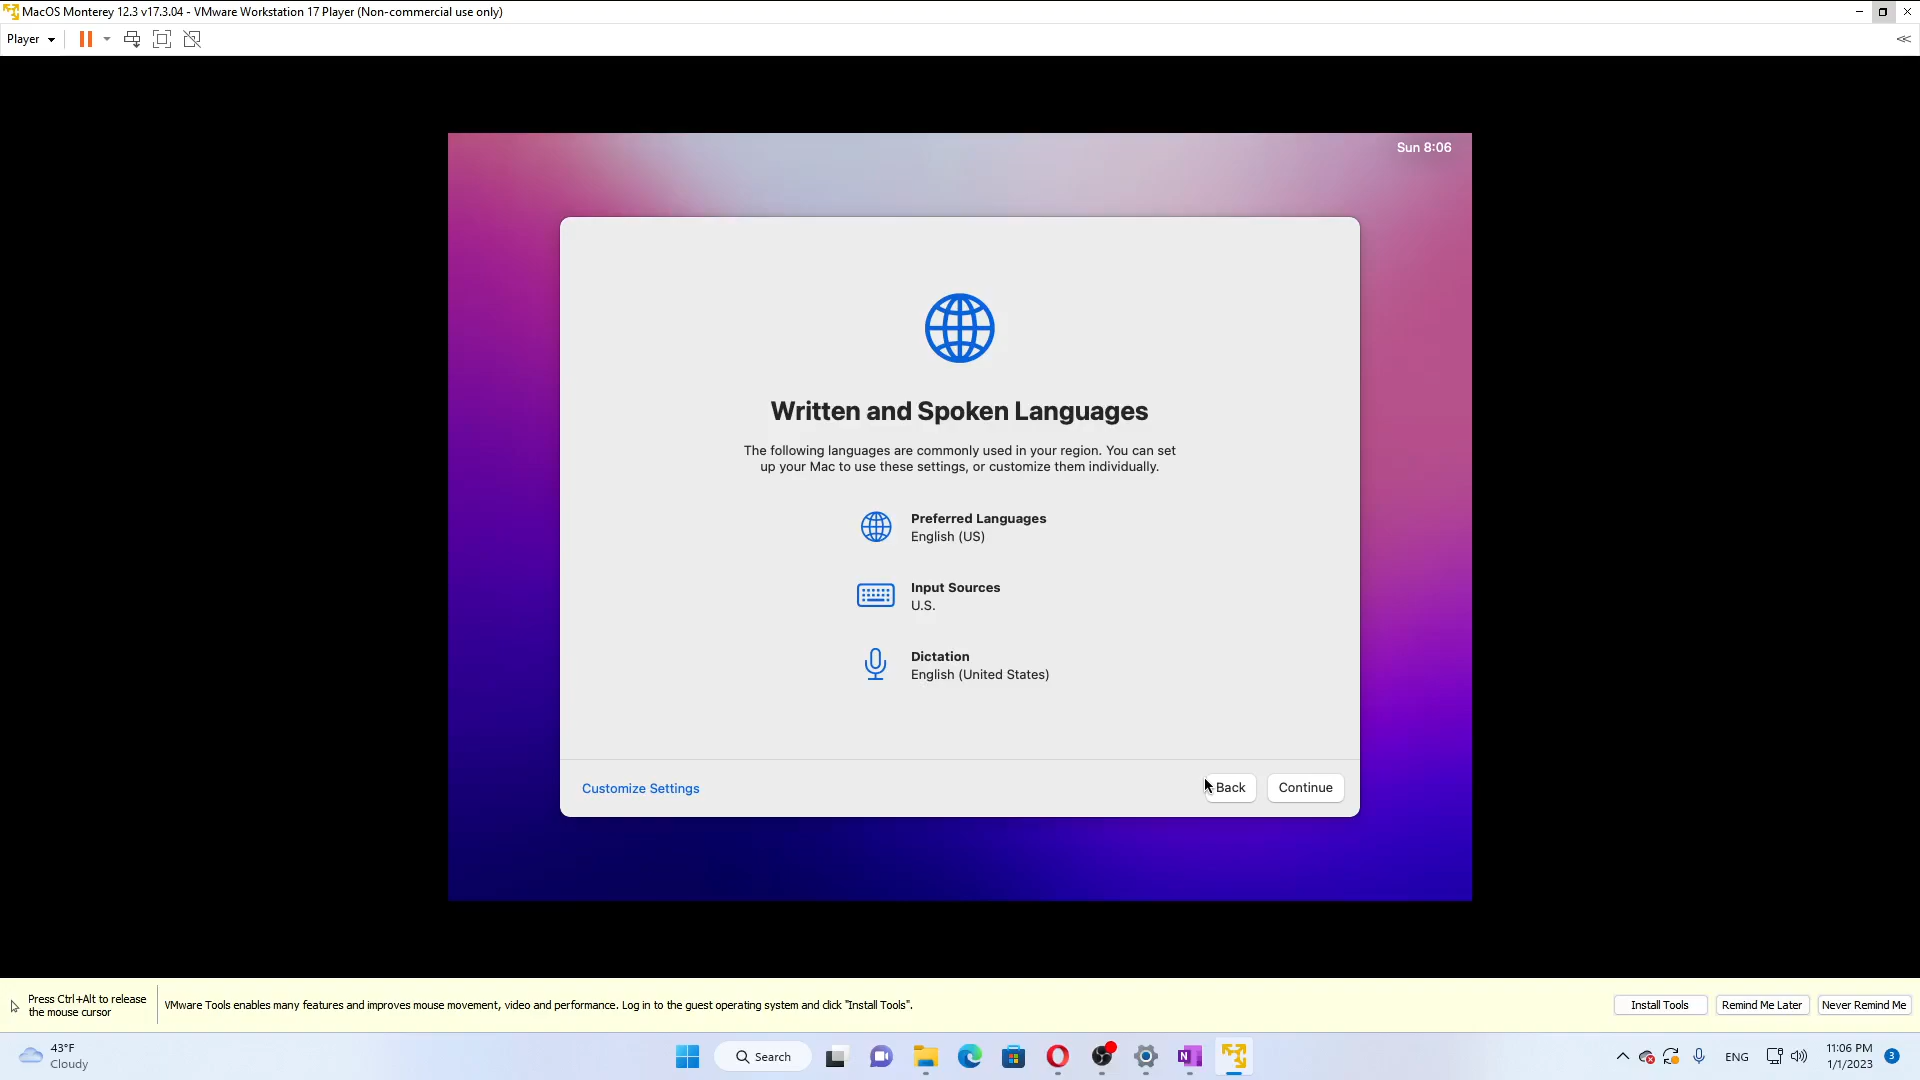 MacOS Monterey 12.3 v17.3.04 - VMware Workstation 17 Player (Non-commercial use only)
Player
Sun 8:06
Written and Spoken Languages
The following languages are commonly used in your region. You can set
up your Mac to use these settings, or customize them individually.
Preferred Languages
English (US)
Input Sources
U.S.
Dictation
English (United States)
Customize Settings
Back
Continue
Press Ctrl+Alt to release
the mouse cursor
VMware Tools enables many features and improves mouse movement, video and performance. Log in to the guest operating system and click "Install Tools".
Install Tools
Remind Me Later
Never Remind Me
43°F
Cloudy
Search
N
ENG
11:06 PM
1/1/2023
3